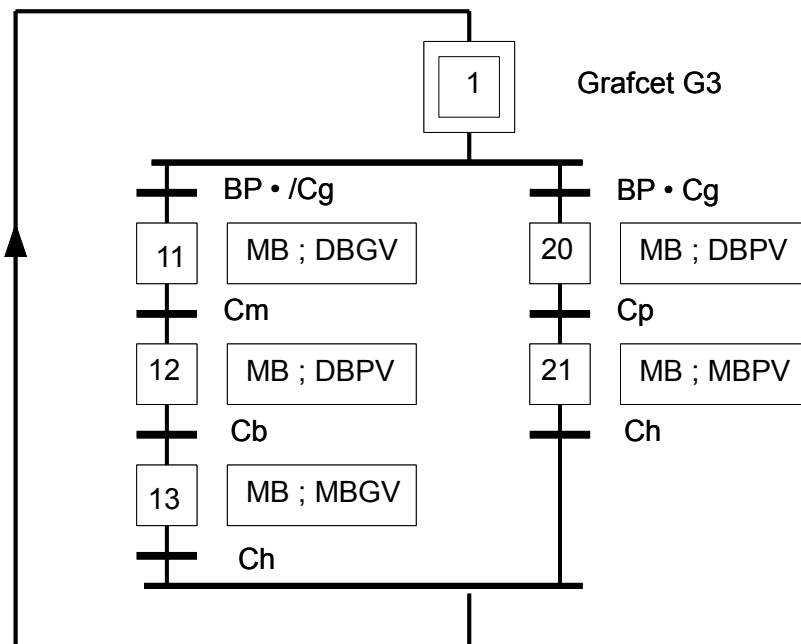 1
Grafcet G3
BP • /Cg
BP • Cg
11
MB ; DBGV
20
MB ; DBPV
Cm
Cp
12
MB ; DBPV
21
MB ; MBPV
Cb
Ch
13
MB ; MBGV
Ch